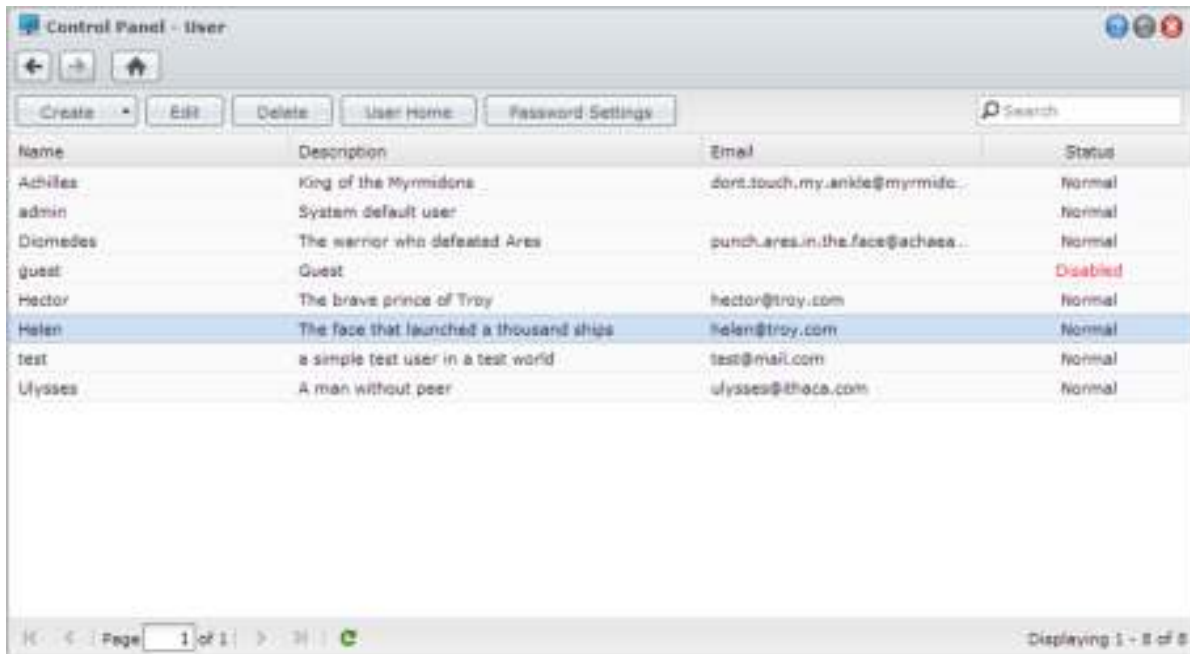 Control Panel - User
Create Edit Delete User Home Password Settings Search
Name Description Email Status
Achilles King of the Myrmidons dont.touch.my.ankle@myrmido... Normal
admin System default user Normal
Diomedes The warrior who defeated Ares punch.ares.in.the.face@achaea... Normal
guest Guest Disabled
Hector The brave prince of Troy hector@troy.com Normal
Helen The face that launched a thousand ships helen@troy.com Normal
test a simple test user in a test world test@mail.com Normal
Ulysses A man without peer ulysses@ithaca.com Normal
Page 1 of 1 Displaying 1 - 8 of 8